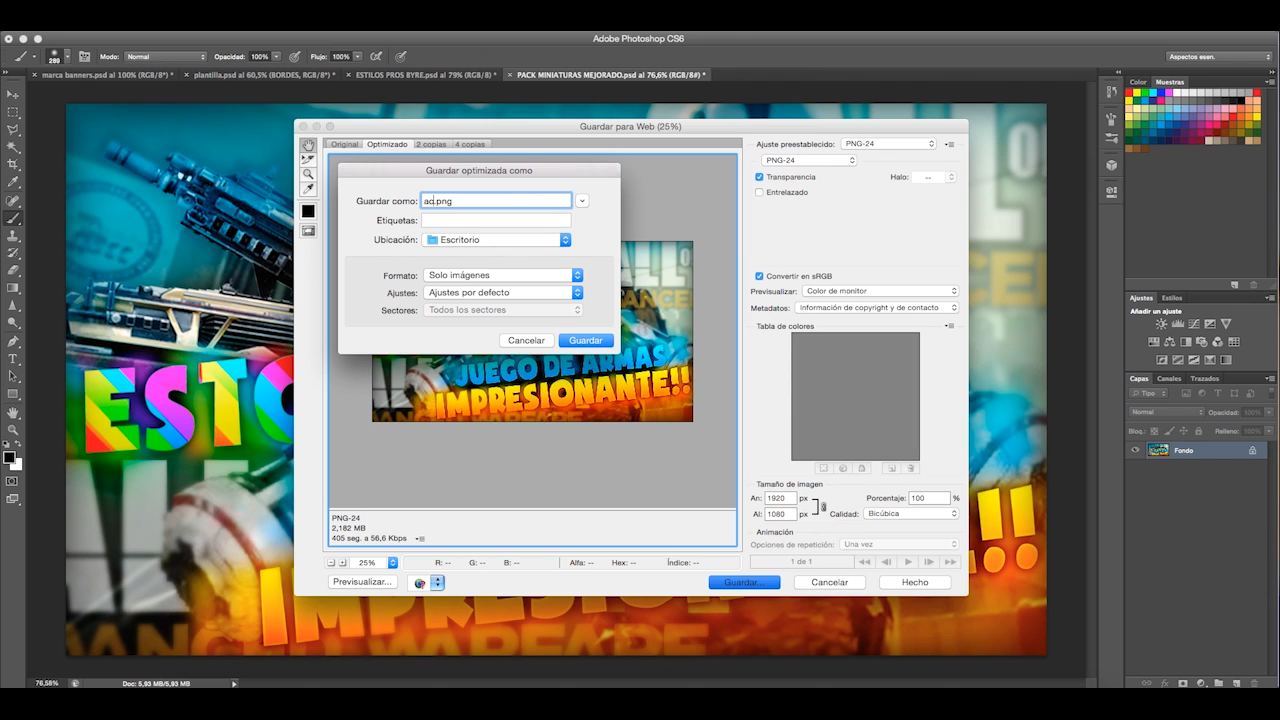 Adobe Photoshop CS6
289 Modo: Normal Opacidad: 100% Flujo: 100% Aspectos esen.
× marca banners.psd al 100% (RGB/8*) * × plantilla.psd al 60,5% (BORDES, RGB/8*) * × ESTILOS PROS BYRE.psd al 79% (RGB/8*) * × PACK MINIATURAS MEJORADO.psd al 76,6% (RGB/8#) *
Color Muestras
Guardar para Web (25%)
Original Optimizado 2 copias 4 copias
Ajuste preestablecido: PNG-24
PNG-24
Transparencia Halo: --
Entrelazado
Guardar optimizada como
Guardar como: ao.png
Etiquetas:
Ubicación: Escritorio
Formato: Solo imágenes
Ajustes: Ajustes por defecto
Sectores: Todos los sectores
Cancelar Guardar
Convertir en sRGB
Previsualizar: Color de monitor
Metadatos: Información de copyright y de contacto
Tabla de colores
Ajustes Estilos
Añadir un ajuste
JUEGO DE ARMAS
IMPRESIONANTE!!
ESTO
Capas Canales Trazados
Tipo
Normal Opacidad: 100%
Bloq.: Relleno: 100%
Fondo
Tamaño de imagen
An: 1920 px Porcentaje: 100 %
Al: 1080 px Calidad: Bicúbica
PNG-24
2,182 MB
405 seg. a 56,6 Kbps
Animación
Opciones de repetición: Una vez
1 de 1
25% R: -- G: -- B: -- Alfa: -- Hex: -- Índice: --
Previsualizar... Guardar... Cancelar Hecho
76,58% Doc: 5,93 MB/5,93 MB